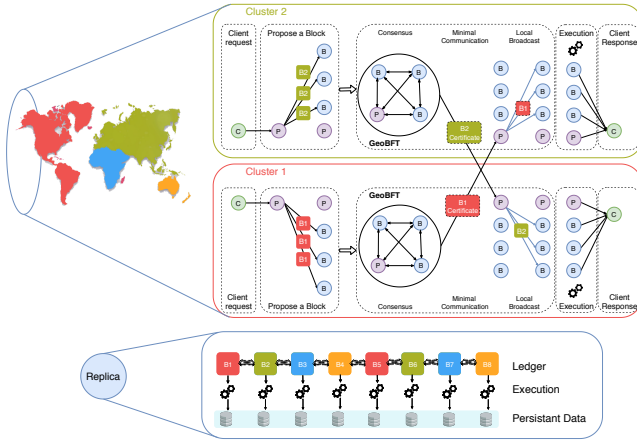 Cluster 2
Client request
Propose a Block
Consensus
Minimal Communication
Local Broadcast
Execution
Client Response
B
B
B
B2
B2
B2
C
P
P
B
B
P
B
GeoBFT
B2 Certificate
B
B
B
P
B
B1
B
B
P
B
B
B
P
C
Cluster 1
C
P
P
B1
B1
B1
B
B
B
GeoBFT
B
B
P
B
B1 Certificate
P
B
B
B
P
B
B2
B
B
P
B
B
B
C
Client request
Propose a Block
Consensus
Minimal Communication
Local Broadcast
Execution
Client Response
Replica
B1
B2
B3
B4
B5
B6
B7
B8
Ledger
Execution
Persistant Data